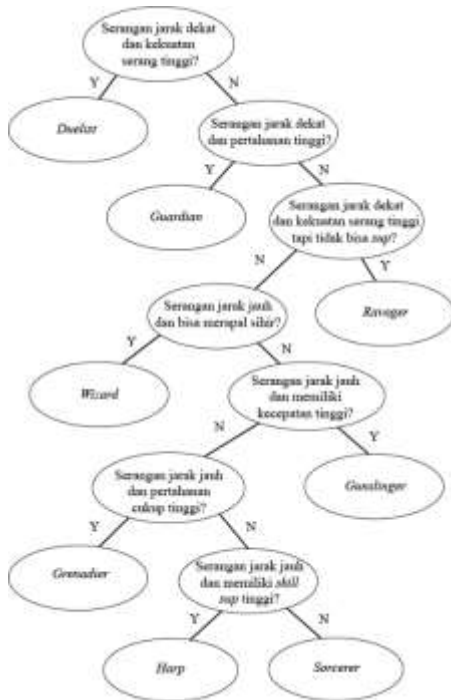 Serangan jarak dekat
dan kekuatan
serang tinggi?
Y
N
Duelist
Serangan jarak dekat
dan pertahanan tinggi?
Y
N
Guardian
Serangan jarak dekat
dan kekuatan serang tinggi
tapi tidak bisa sup?
N
Y
Serangan jarak jauh
dan bisa merapal sihir?
Ravager
Y
N
Wizard
Serangan jarak jauh
dan memiliki
kecepatan tinggi?
N
Y
Serangan jarak jauh
dan pertahanan
cukup tinggi?
Gunslinger
Y
N
Grenadier
Serangan jarak jauh
dan memiliki skill
sup tinggi?
Y
N
Harp
Sorcerer